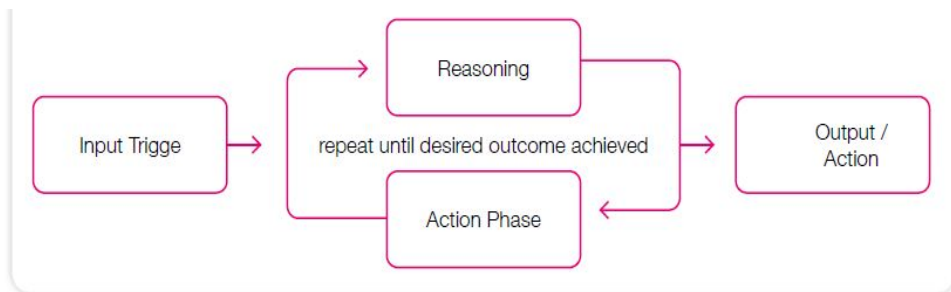 Reasoning
Input Trigge
repeat until desired outcome achieved
Output /
Action
Action Phase